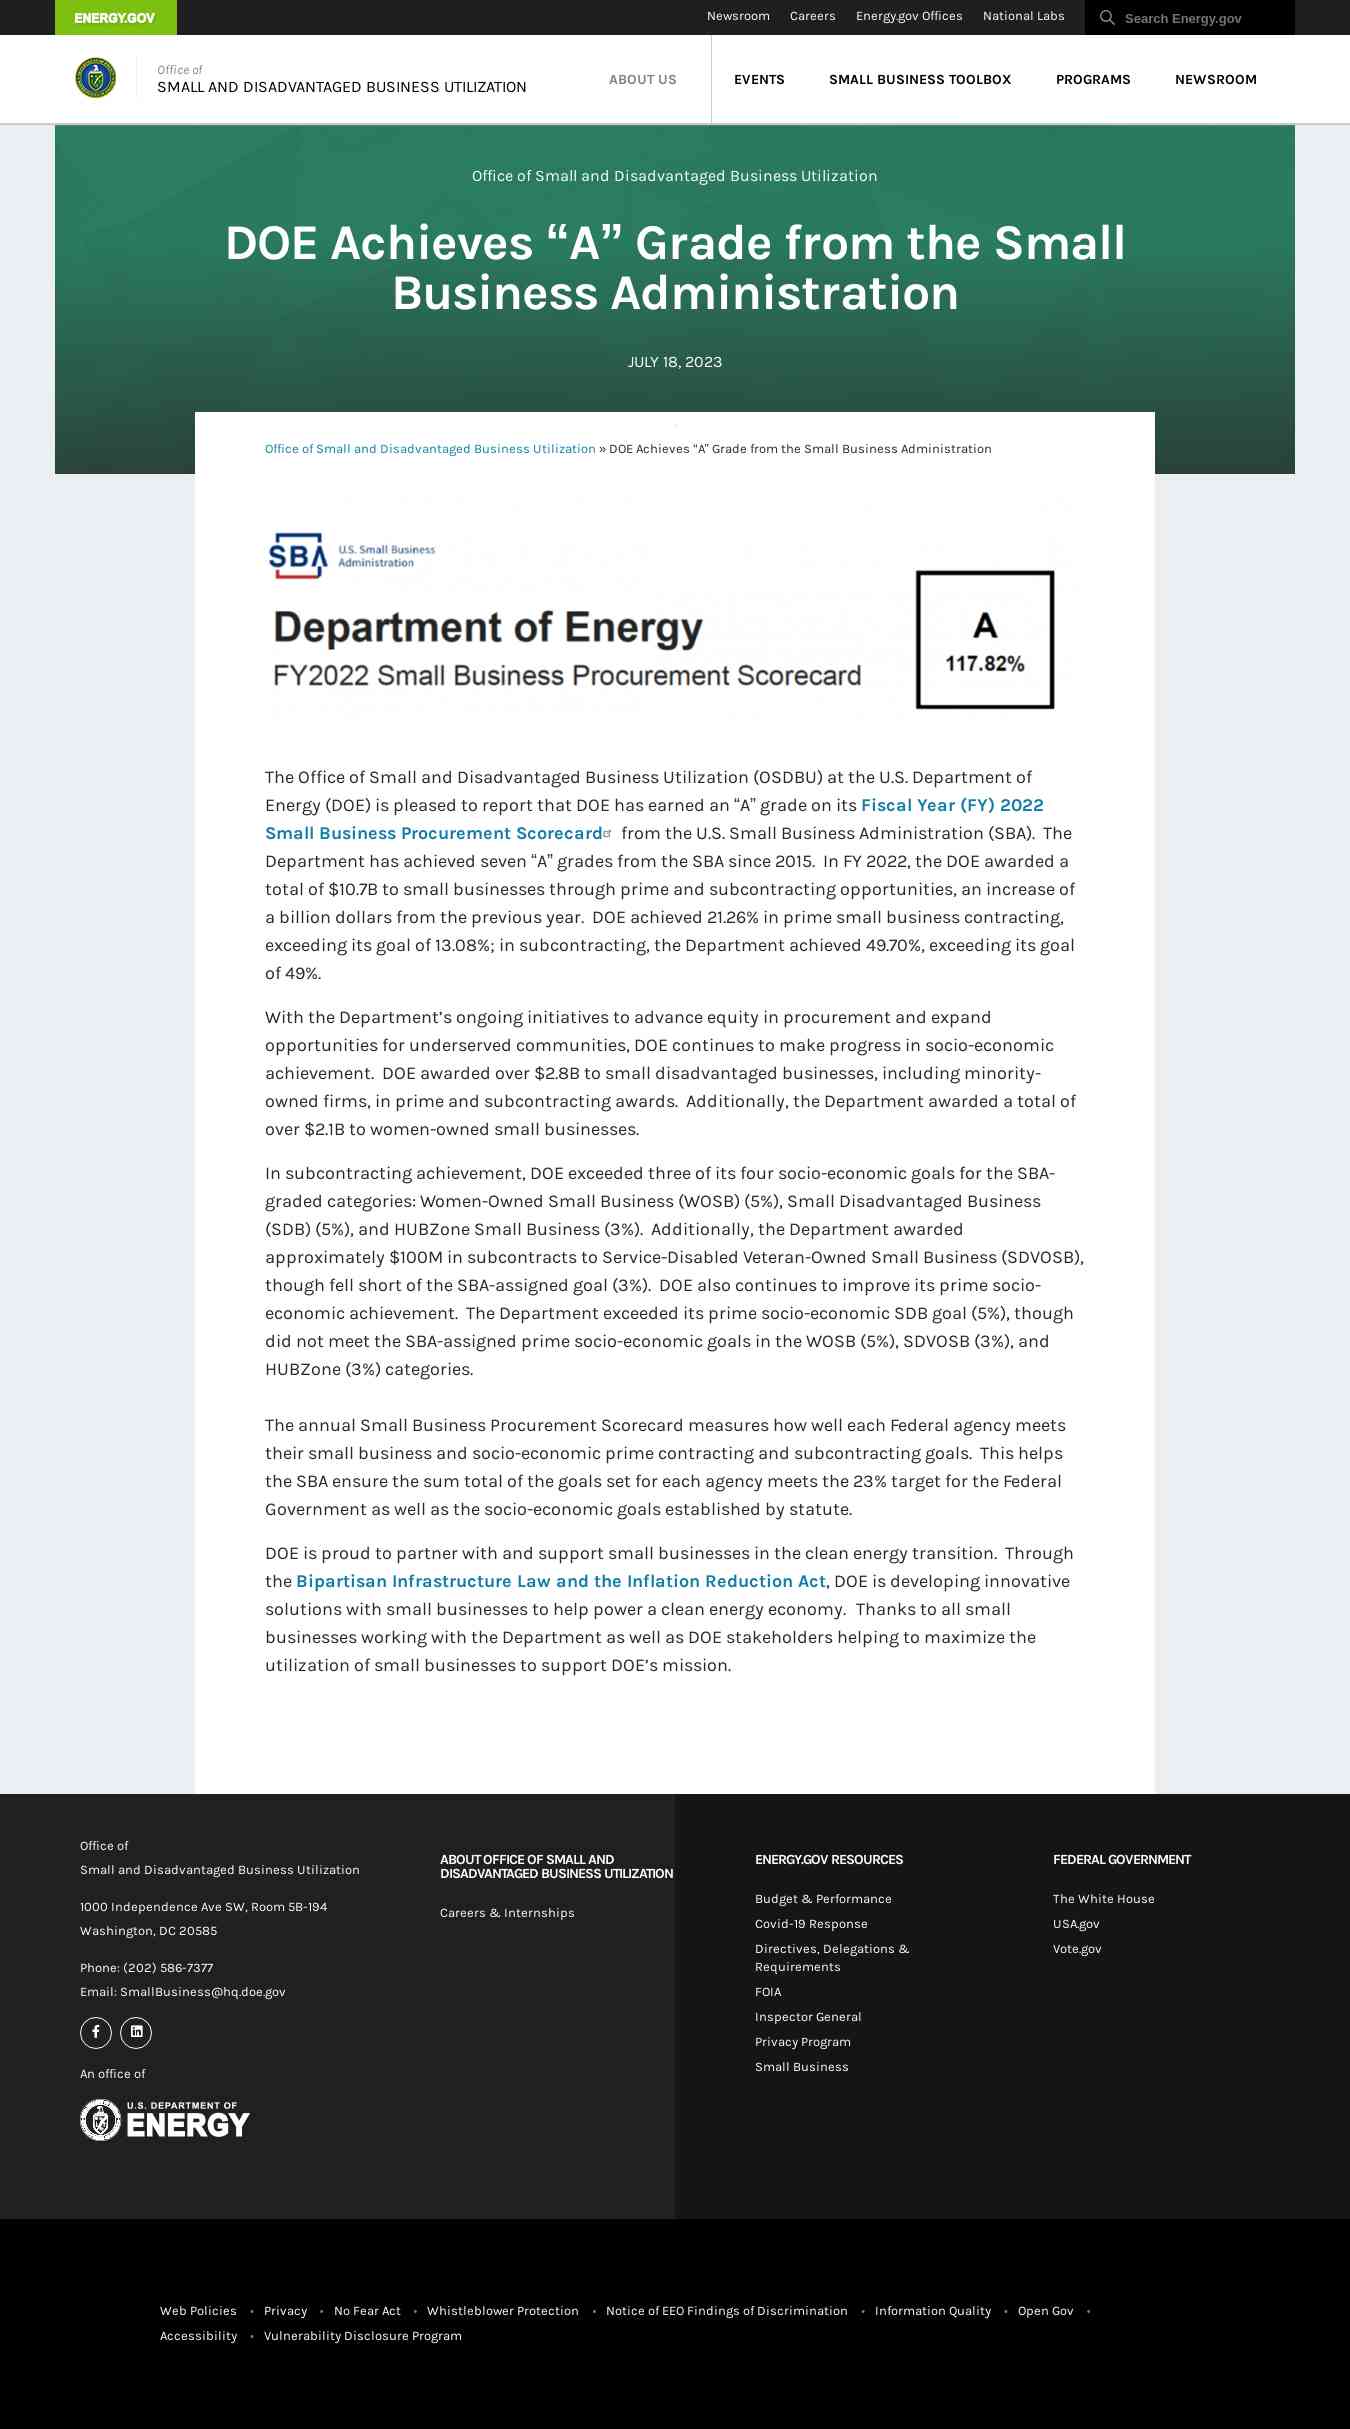 ENERGY.GOV
Newsroom Careers Energy.gov Offices National Labs Search Energy.gov
Office of
SMALL AND DISADVANTAGED BUSINESS UTILIZATION
ABOUT US EVENTS SMALL BUSINESS TOOLBOX PROGRAMS NEWSROOM
Office of Small and Disadvantaged Business Utilization
DOE Achieves “A” Grade from the Small
Business Administration
JULY 18, 2023
Office of Small and Disadvantaged Business Utilization » DOE Achieves “A” Grade from the Small Business Administration
SBA U.S. Small Business
Administration
Department of Energy
FY2022 Small Business Procurement Scorecard
A
117.82%
The Office of Small and Disadvantaged Business Utilization (OSDBU) at the U.S. Department of
Energy (DOE) is pleased to report that DOE has earned an “A” grade on its Fiscal Year (FY) 2022
Small Business Procurement Scorecard from the U.S. Small Business Administration (SBA). The
Department has achieved seven “A” grades from the SBA since 2015. In FY 2022, the DOE awarded a
total of $10.7B to small businesses through prime and subcontracting opportunities, an increase of
a billion dollars from the previous year. DOE achieved 21.26% in prime small business contracting,
exceeding its goal of 13.08%; in subcontracting, the Department achieved 49.70%, exceeding its goal
of 49%.
With the Department’s ongoing initiatives to advance equity in procurement and expand
opportunities for underserved communities, DOE continues to make progress in socio-economic
achievement. DOE awarded over $2.8B to small disadvantaged businesses, including minority-
owned firms, in prime and subcontracting awards. Additionally, the Department awarded a total of
over $2.1B to women-owned small businesses.
In subcontracting achievement, DOE exceeded three of its four socio-economic goals for the SBA-
graded categories: Women-Owned Small Business (WOSB) (5%), Small Disadvantaged Business
(SDB) (5%), and HUBZone Small Business (3%). Additionally, the Department awarded
approximately $100M in subcontracts to Service-Disabled Veteran-Owned Small Business (SDVOSB),
though fell short of the SBA-assigned goal (3%). DOE also continues to improve its prime socio-
economic achievement. The Department exceeded its prime socio-economic SDB goal (5%), though
did not meet the SBA-assigned prime socio-economic goals in the WOSB (5%), SDVOSB (3%), and
HUBZone (3%) categories.
The annual Small Business Procurement Scorecard measures how well each Federal agency meets
their small business and socio-economic prime contracting and subcontracting goals. This helps
the SBA ensure the sum total of the goals set for each agency meets the 23% target for the Federal
Government as well as the socio-economic goals established by statute.
DOE is proud to partner with and support small businesses in the clean energy transition. Through
the Bipartisan Infrastructure Law and the Inflation Reduction Act, DOE is developing innovative
solutions with small businesses to help power a clean energy economy. Thanks to all small
businesses working with the Department as well as DOE stakeholders helping to maximize the
utilization of small businesses to support DOE’s mission.
Office of
Small and Disadvantaged Business Utilization
1000 Independence Ave SW, Room 5B-194
Washington, DC 20585
Phone: (202) 586-7377
Email: SmallBusiness@hq.doe.gov
An office of
U.S. DEPARTMENT OF
ENERGY
ABOUT OFFICE OF SMALL AND
DISADVANTAGED BUSINESS UTILIZATION
Careers & Internships
ENERGY.GOV RESOURCES
Budget & Performance
Covid-19 Response
Directives, Delegations &
Requirements
FOIA
Inspector General
Privacy Program
Small Business
FEDERAL GOVERNMENT
The White House
USA.gov
Vote.gov
Web Policies • Privacy • No Fear Act • Whistleblower Protection • Notice of EEO Findings of Discrimination • Information Quality • Open Gov •
Accessibility • Vulnerability Disclosure Program